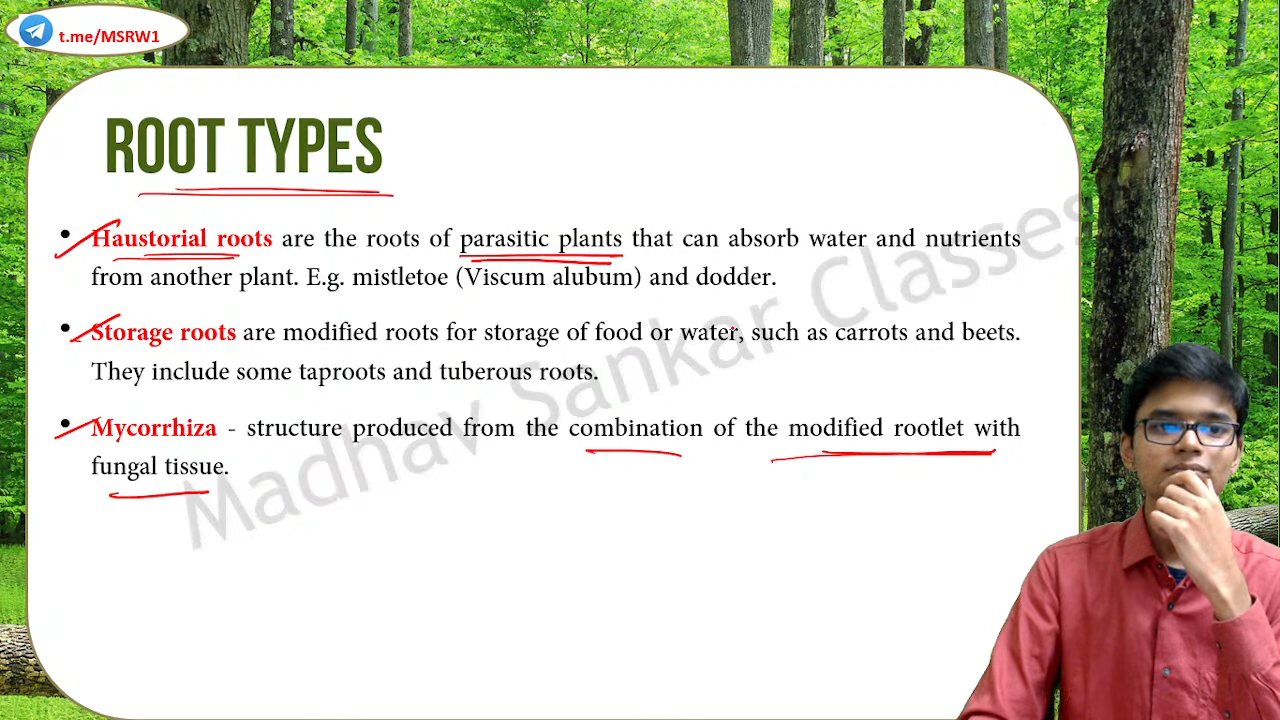 t.me/MSRW1
ROOT TYPES
• Haustorial roots are the roots of parasitic plants that can absorb water and nutrients
from another plant. E.g. mistletoe (Viscum alubum) and dodder.
• Storage roots are modified roots for storage of food or water, such as carrots and beets.
They include some taproots and tuberous roots.
• Mycorrhiza - structure produced from the combination of the modified rootlet with
fungal tissue.
Madhav Sankar Classes